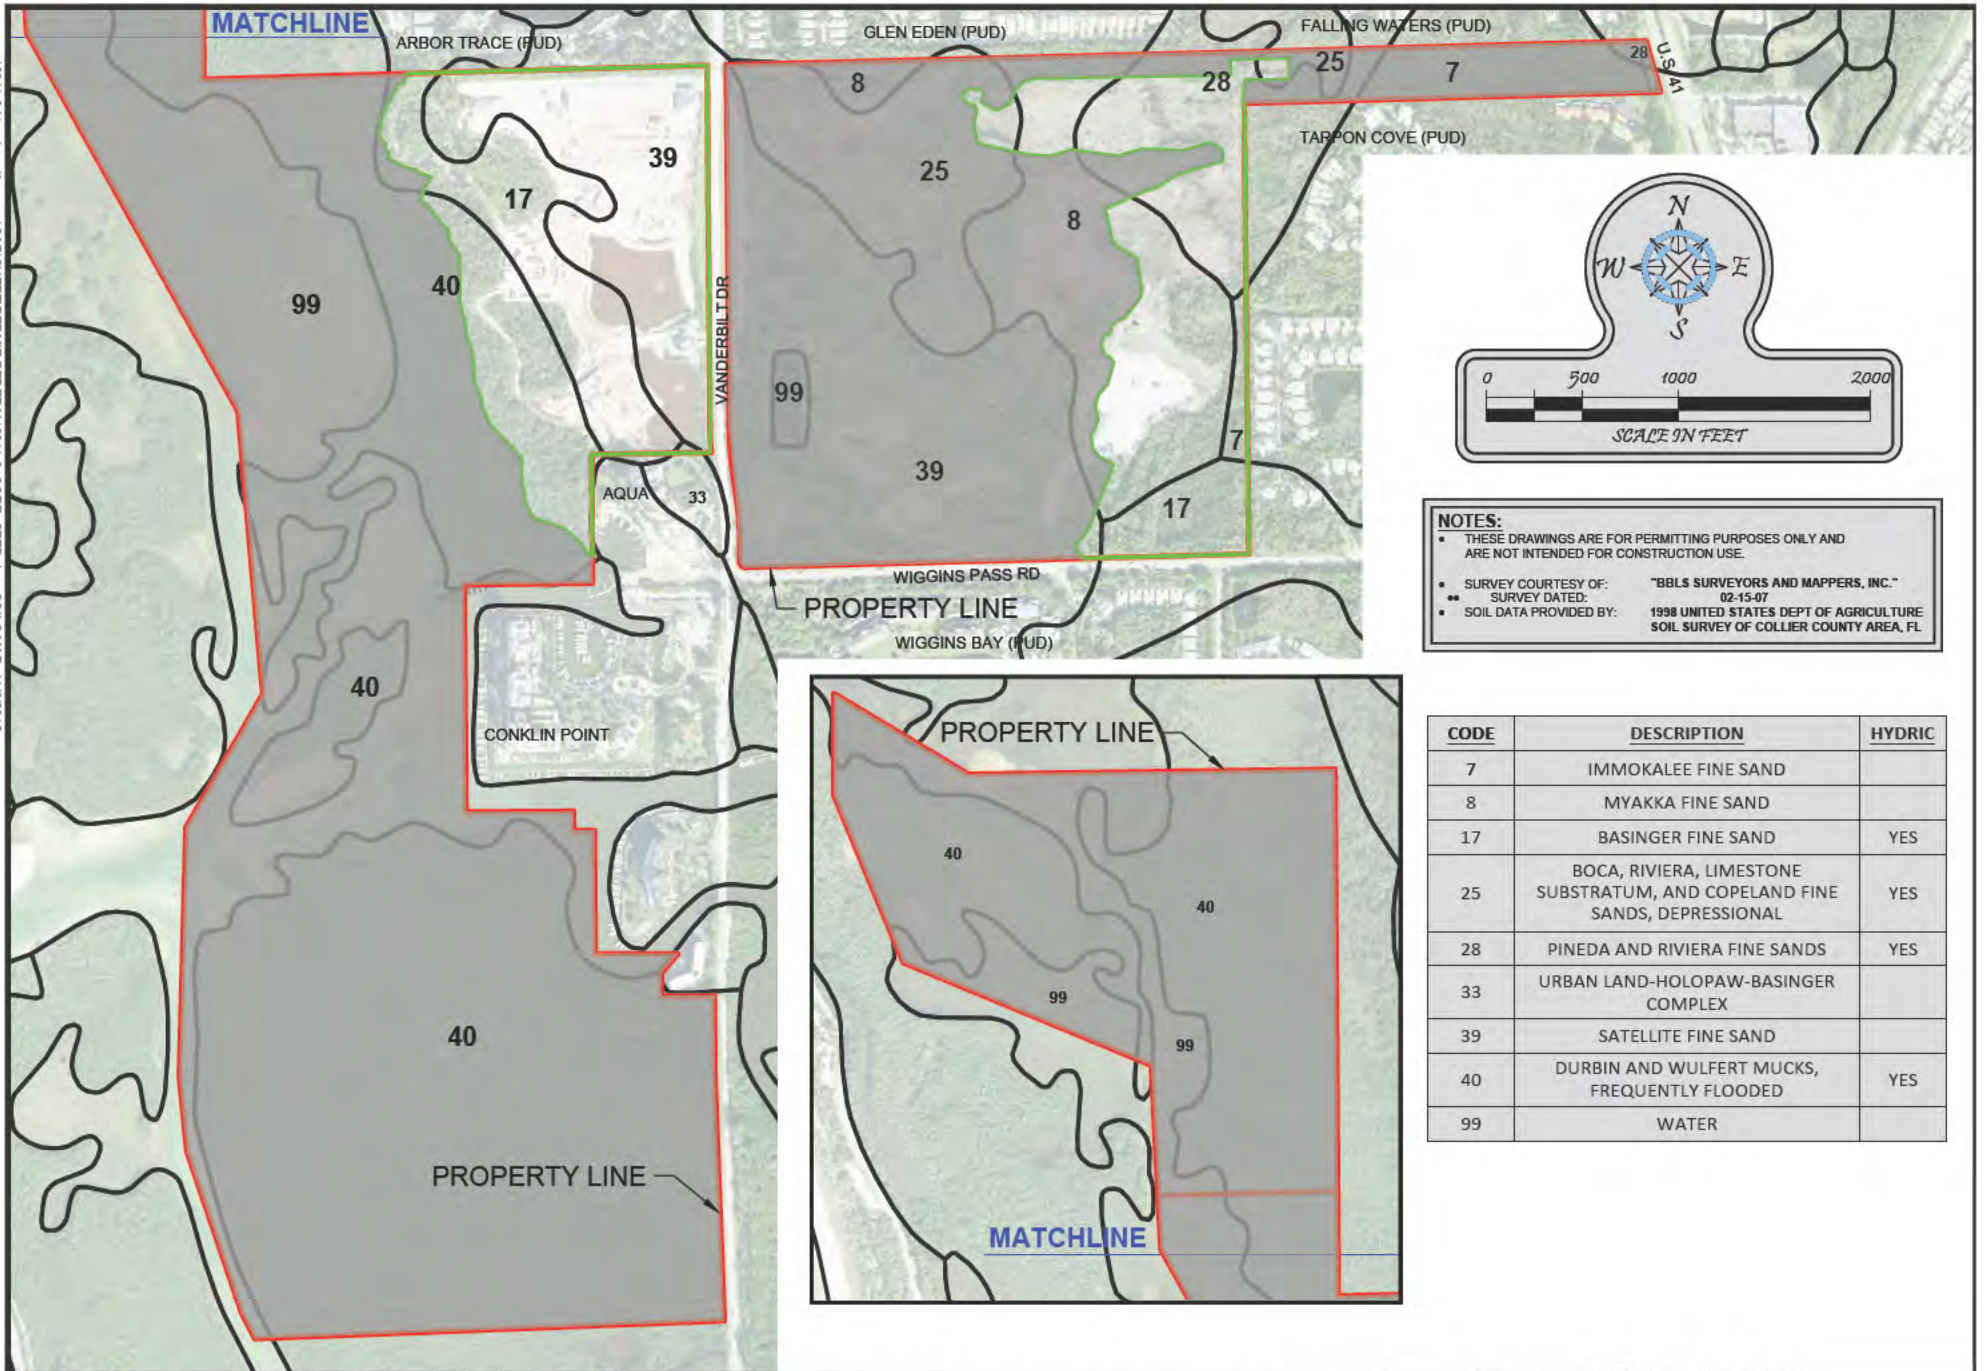 MATCHLINE
ARBOR TRACE (PUD)
GLEN EDEN (PUD)
FALLING WATERS (PUD)
U.S. 41
28
8
28
25
7
TARPON COVE (PUD)
39
17
25
8
40
99
VANDERBILT DR
99
39
7
17
AQUA
33
WIGGINS PASS RD
PROPERTY LINE
WIGGINS BAY (PUD)
40
CONKLIN POINT
40
PROPERTY LINE
N
W E
S
0 500 1000 2000
SCALE IN FEET
NOTES:
• THESE DRAWINGS ARE FOR PERMITTING PURPOSES ONLY AND
ARE NOT INTENDED FOR CONSTRUCTION USE.
• SURVEY COURTESY OF: "BBLS SURVEYORS AND MAPPERS, INC."
•• SURVEY DATED: 02-15-07
• SOIL DATA PROVIDED BY: 1998 UNITED STATES DEPT OF AGRICULTURE
SOIL SURVEY OF COLLIER COUNTY AREA, FL
PROPERTY LINE
40
40
99
99
MATCHLINE
CODE DESCRIPTION HYDRIC
7 IMMOKALEE FINE SAND
8 MYAKKA FINE SAND
17 BASINGER FINE SAND YES
25 BOCA, RIVIERA, LIMESTONE
SUBSTRATUM, AND COPELAND FINE
SANDS, DEPRESSIONAL YES
28 PINEDA AND RIVIERA FINE SANDS YES
33 URBAN LAND-HOLOPAW-BASINGER
COMPLEX
39 SATELLITE FINE SAND
40 DURBIN AND WULFERT MUCKS,
FREQUENTLY FLOODED YES
99 WATER